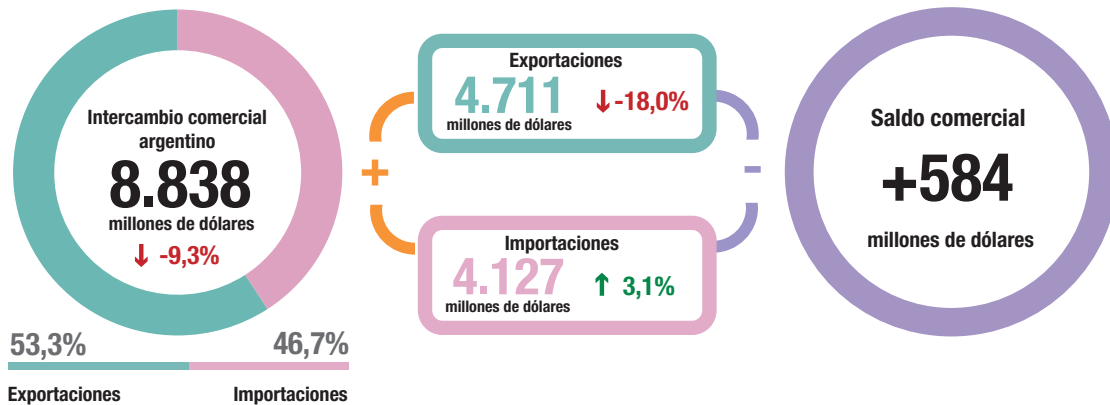 Intercambio comercial
argentino
8.838
millones de dólares
↓ -9,3%
53,3%
46,7%
Exportaciones
Importaciones
+
Exportaciones
4.711
↓-18,0%
millones de dólares
Importaciones
4.127
↑ 3,1%
millones de dólares
-
Saldo comercial
+584
millones de dólares